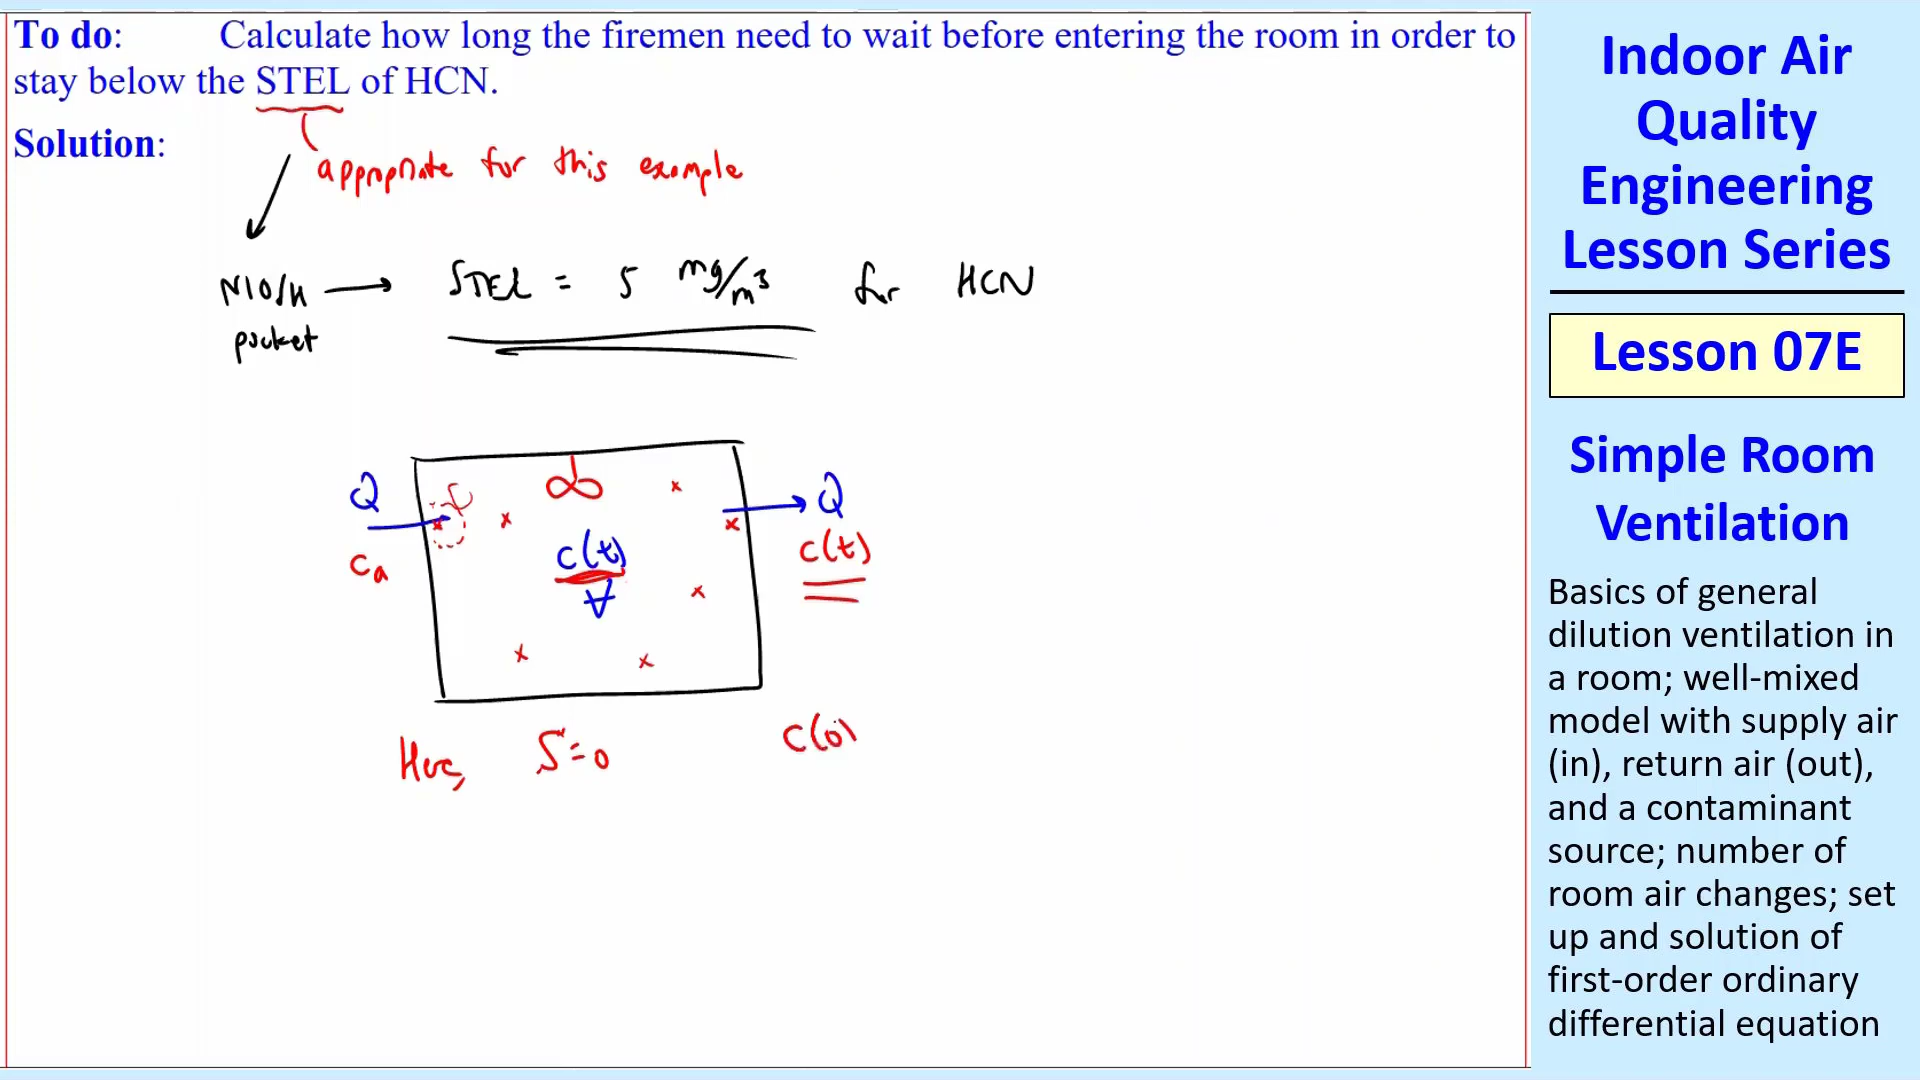 To do: Calculate how long the firemen need to wait before entering the room in order to
stay below the STEL of HCN.
Solution:
appropriate for this example
NIOSH → STEL = 5 mg/m³ for HCN
pocket
Q
Q
c(t)
c(t)
Ca
V
Here, S=0
c(0)
Indoor Air
Quality
Engineering
Lesson Series
Lesson 07E
Simple Room
Ventilation
Basics of general
dilution ventilation in
a room; well-mixed
model with supply air
(in), return air (out),
and a contaminant
source; number of
room air changes; set
up and solution of
first-order ordinary
differential equation